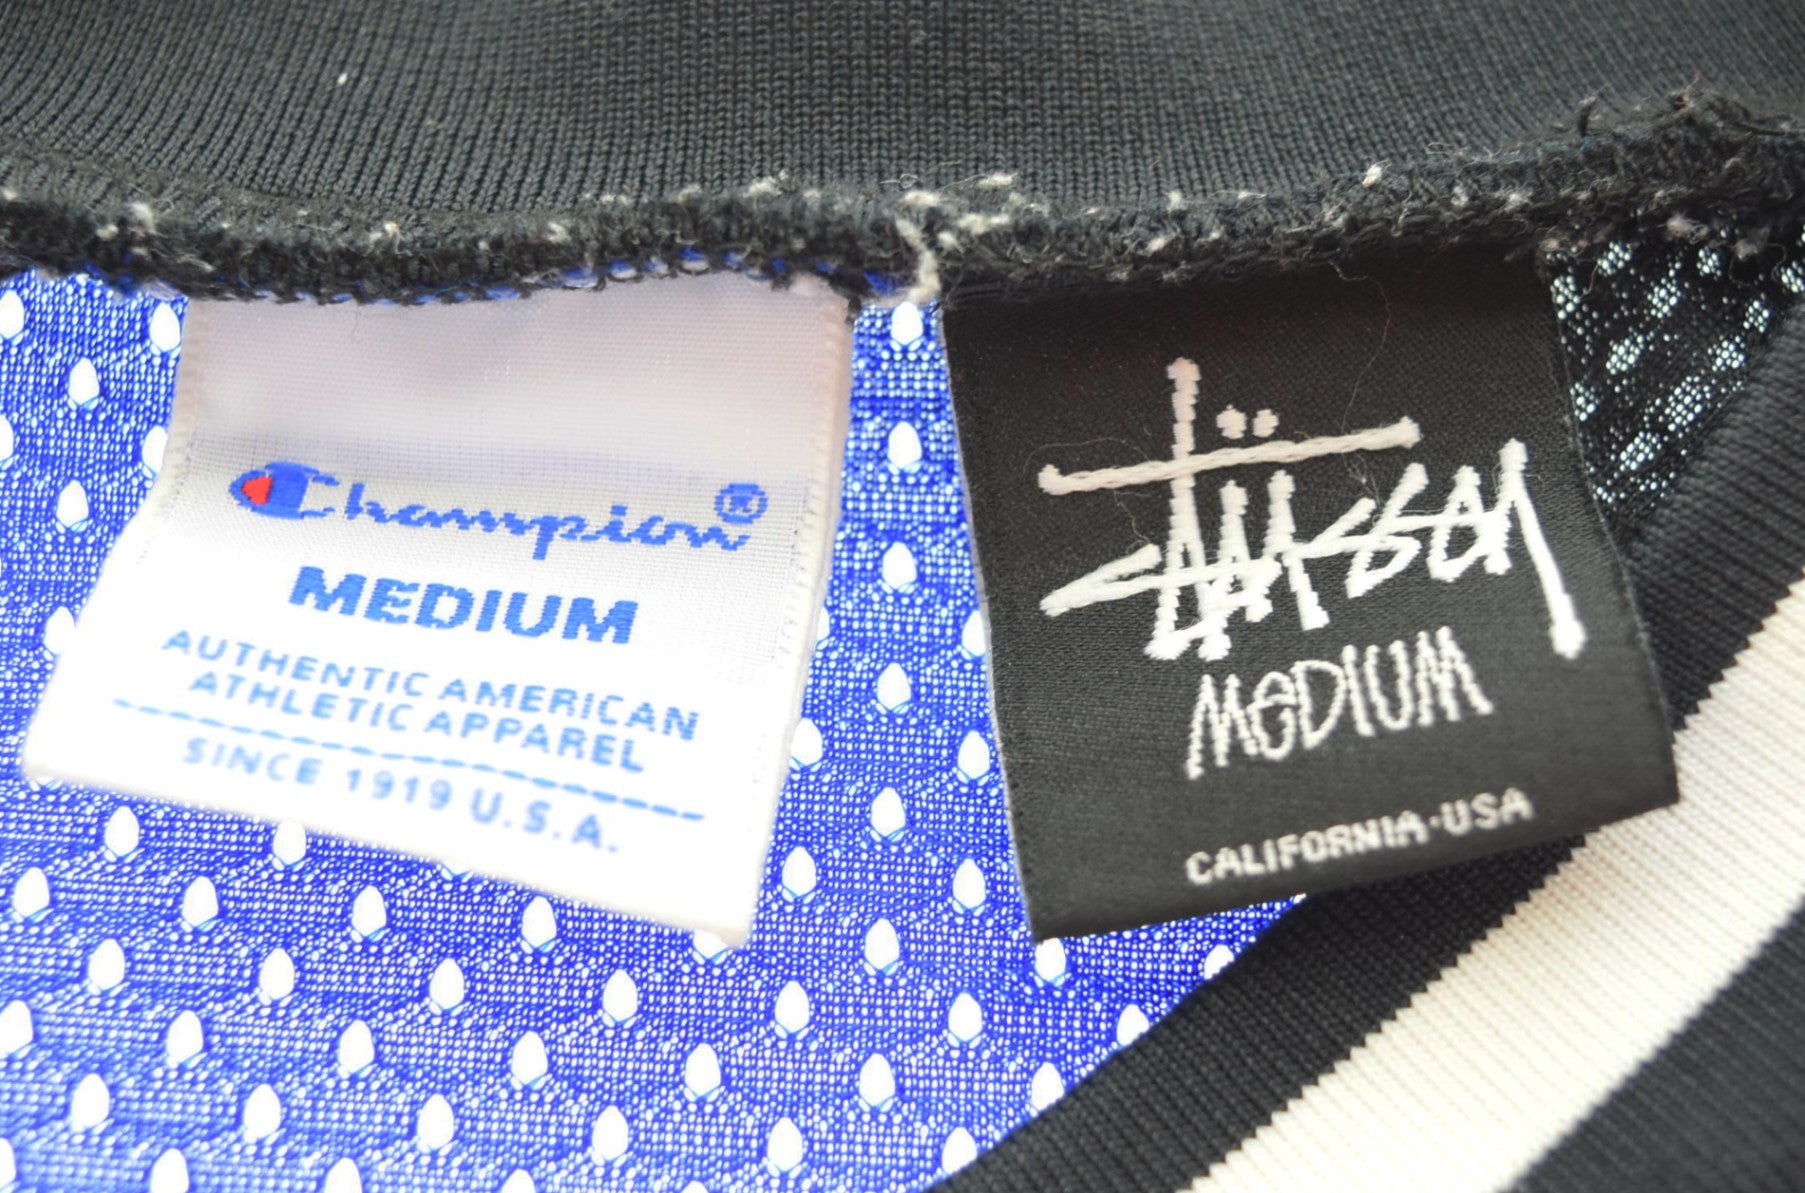 Champion®
MEDIUM
AUTHENTIC AMERICAN
ATHLETIC APPAREL
SINCE 1919 U.S.A.
Stüssy
MEDIUM
CALIFORNIA·USA